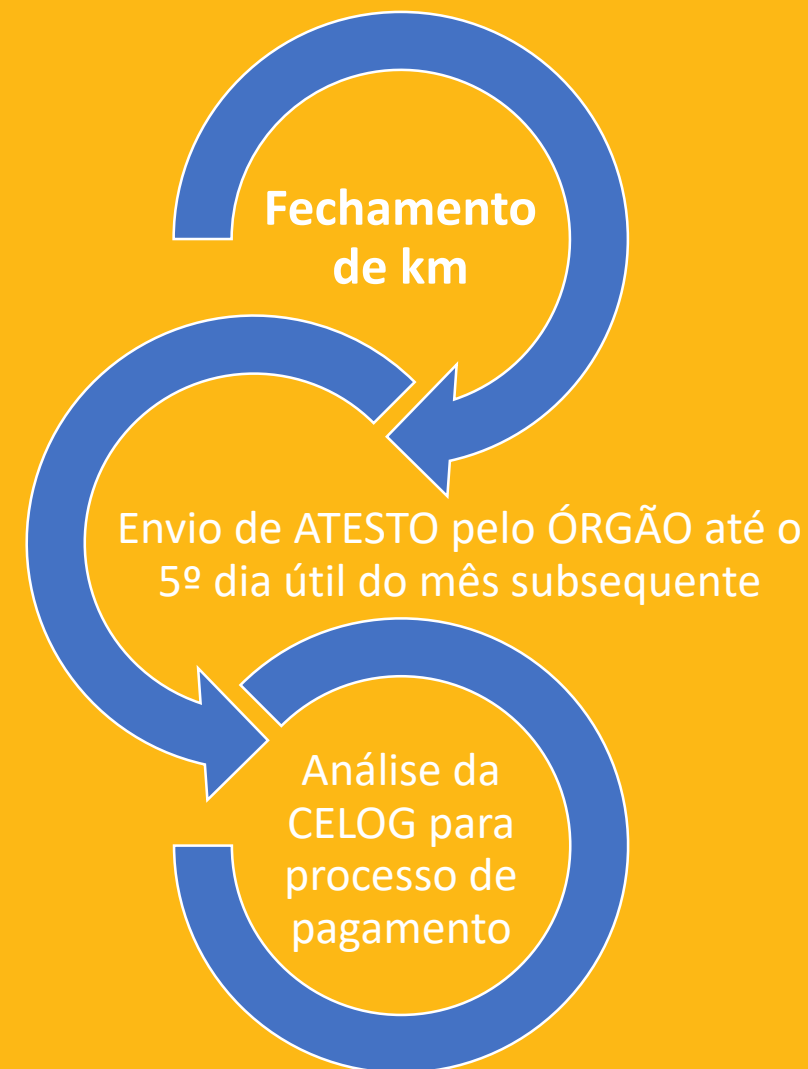 Fechamento
de km
Envio de ATESTO pelo ÓRGÃO até o
5º dia útil do mês subsequente
Análise da
CELOG para
processo de
pagamento